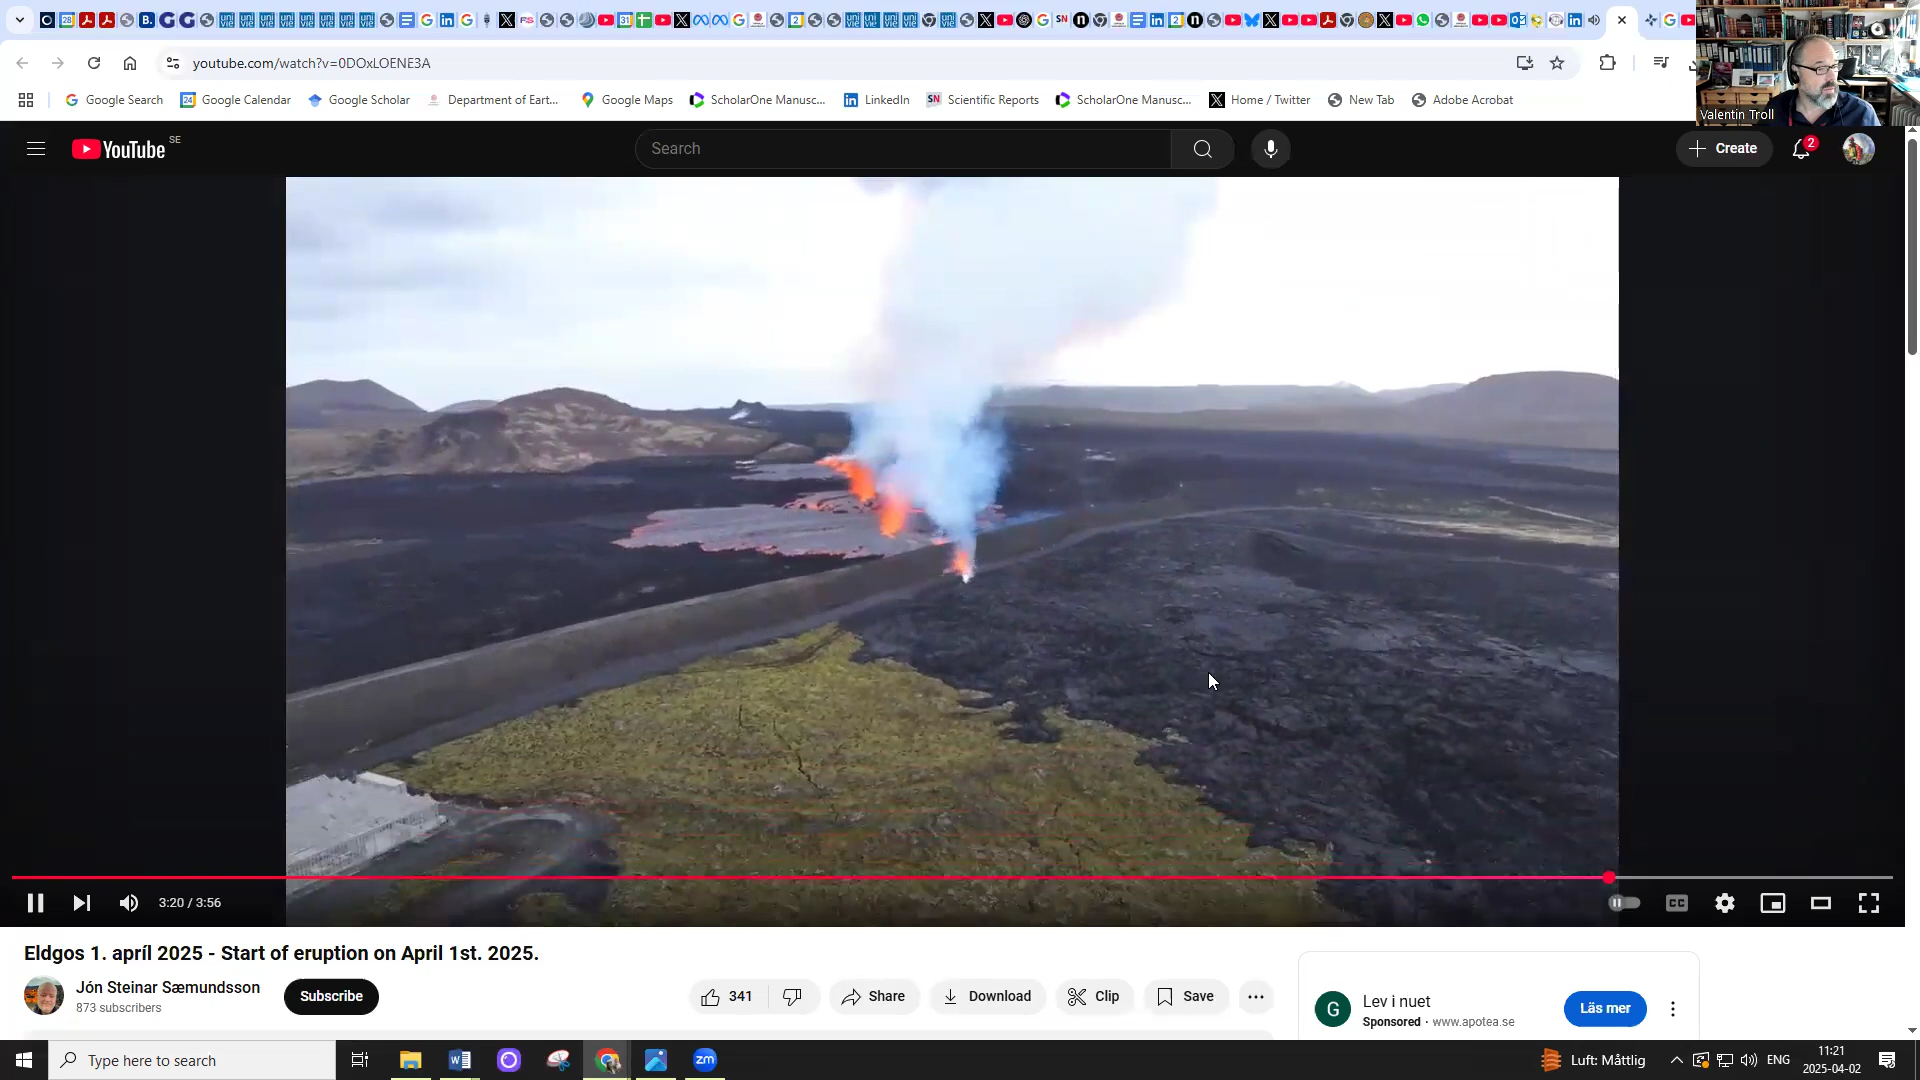 youtube.com/watch?v=0DOxLOENE3A
Google Search
Google Calendar
Google Scholar
Department of Eart...
Google Maps
ScholarOne Manusc...
LinkedIn
Scientific Reports
ScholarOne Manusc...
Home / Twitter
New Tab
Adobe Acrobat
Valentin Troll
YouTube SE
Search
Create
2
3:20 / 3:56
CC
Eldgos 1. apríl 2025 - Start of eruption on April 1st. 2025.
Jón Steinar Sæmundsson
873 subscribers
Subscribe
341
Share
Download
Clip
Save
G
Lev i nuet
Sponsored · www.apotea.se
Läs mer
Type here to search
zm
Luft: Måttlig
ENG
11:21
2025-04-02